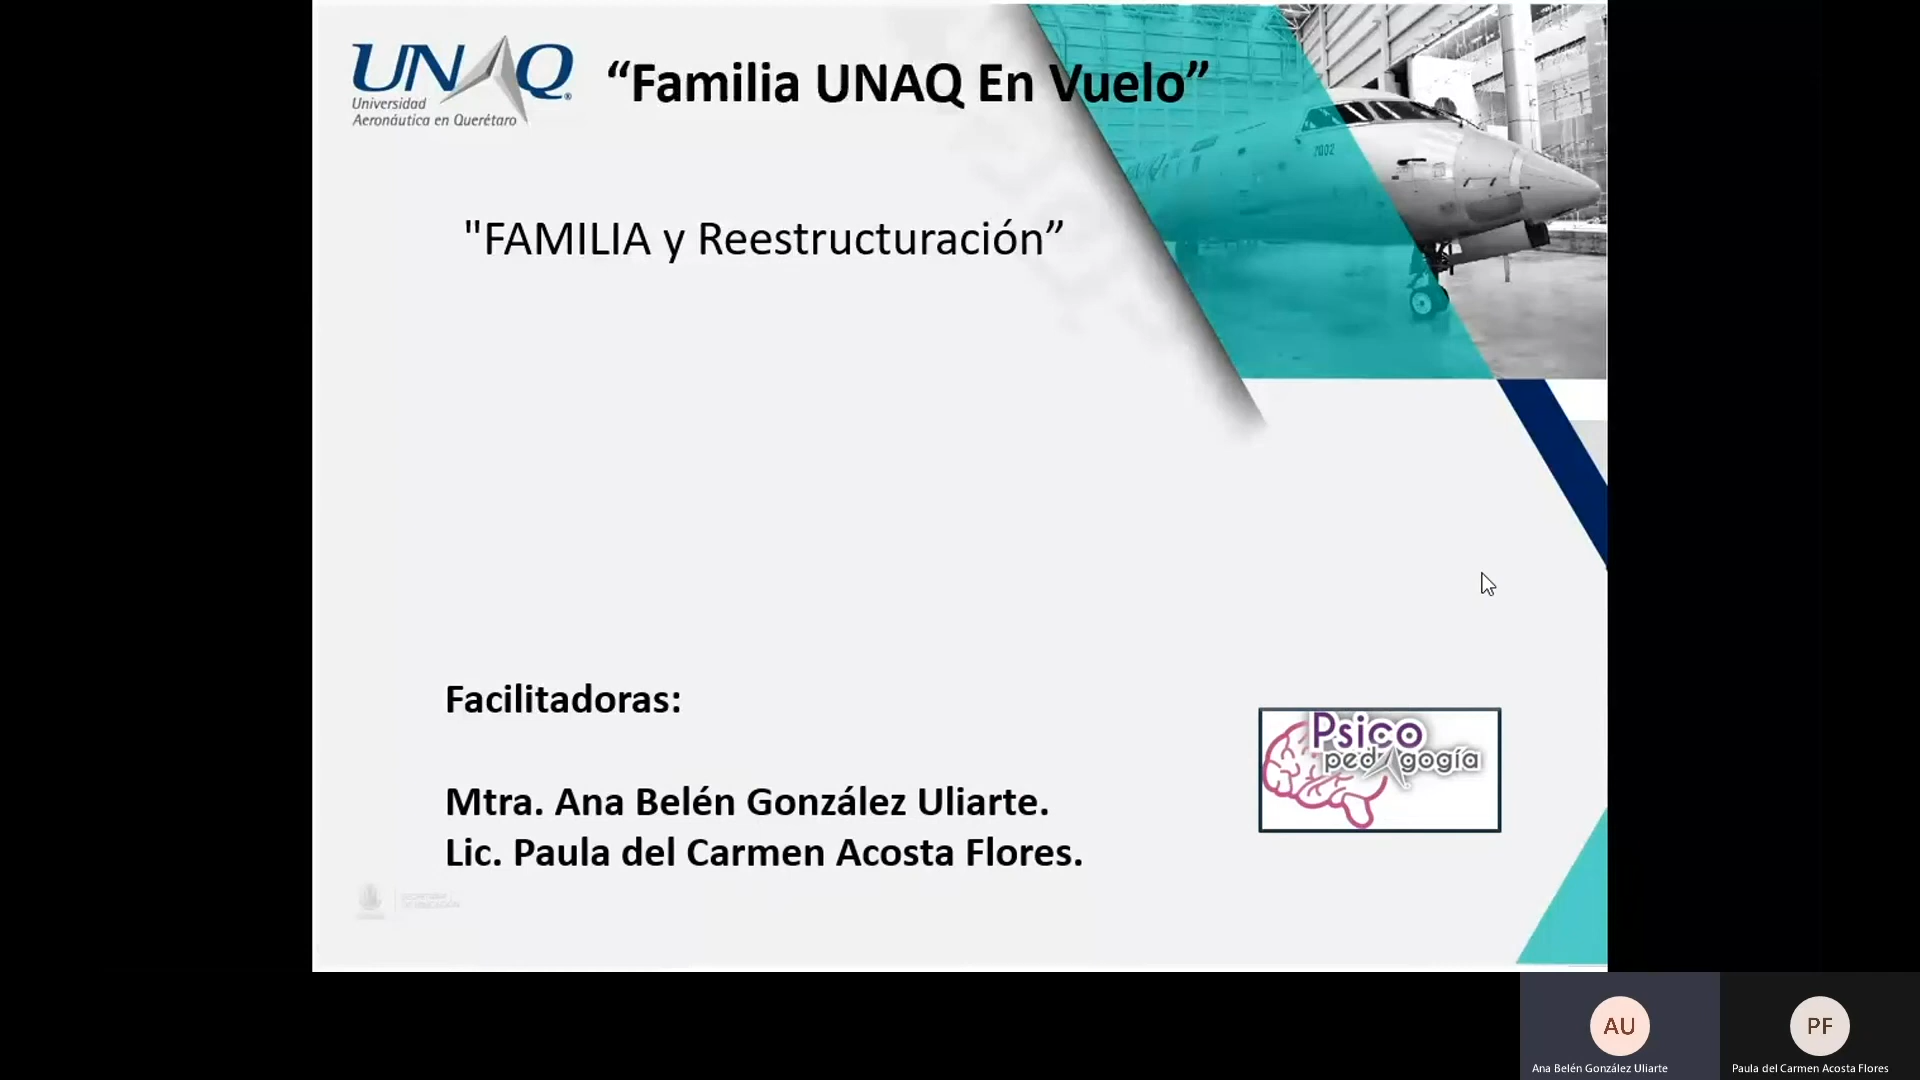 UNAQ
Universidad
Aeronáutica en Querétaro
“Familia UNAQ En Vuelo”
7002
"FAMILIA y Reestructuración”
Facilitadoras:
Psico
pedagogía
Mtra. Ana Belén González Uliarte.
Lic. Paula del Carmen Acosta Flores.
AU
PF
Ana Belén González Uliarte
Paula del Carmen Acosta Flores